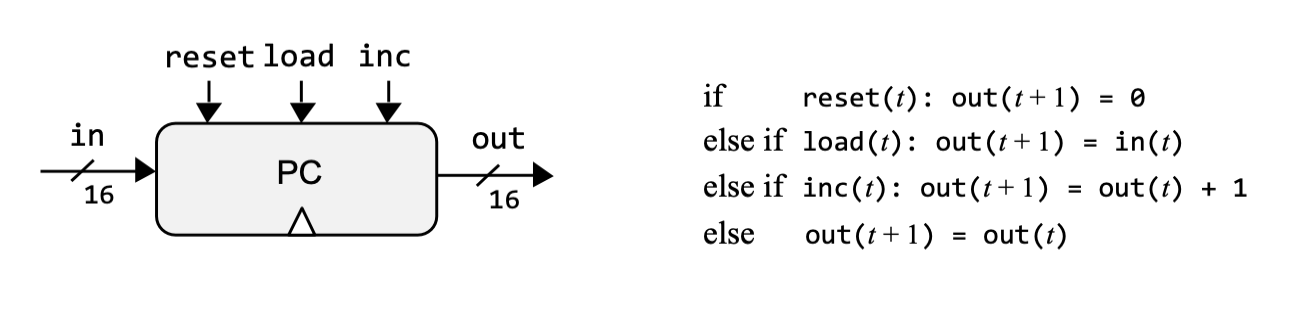 reset load inc
in
16
PC
out
16
if reset(t): out(t + 1) = 0
else if load(t): out(t + 1) = in(t)
else if inc(t): out(t + 1) = out(t) + 1
else out(t + 1) = out(t)